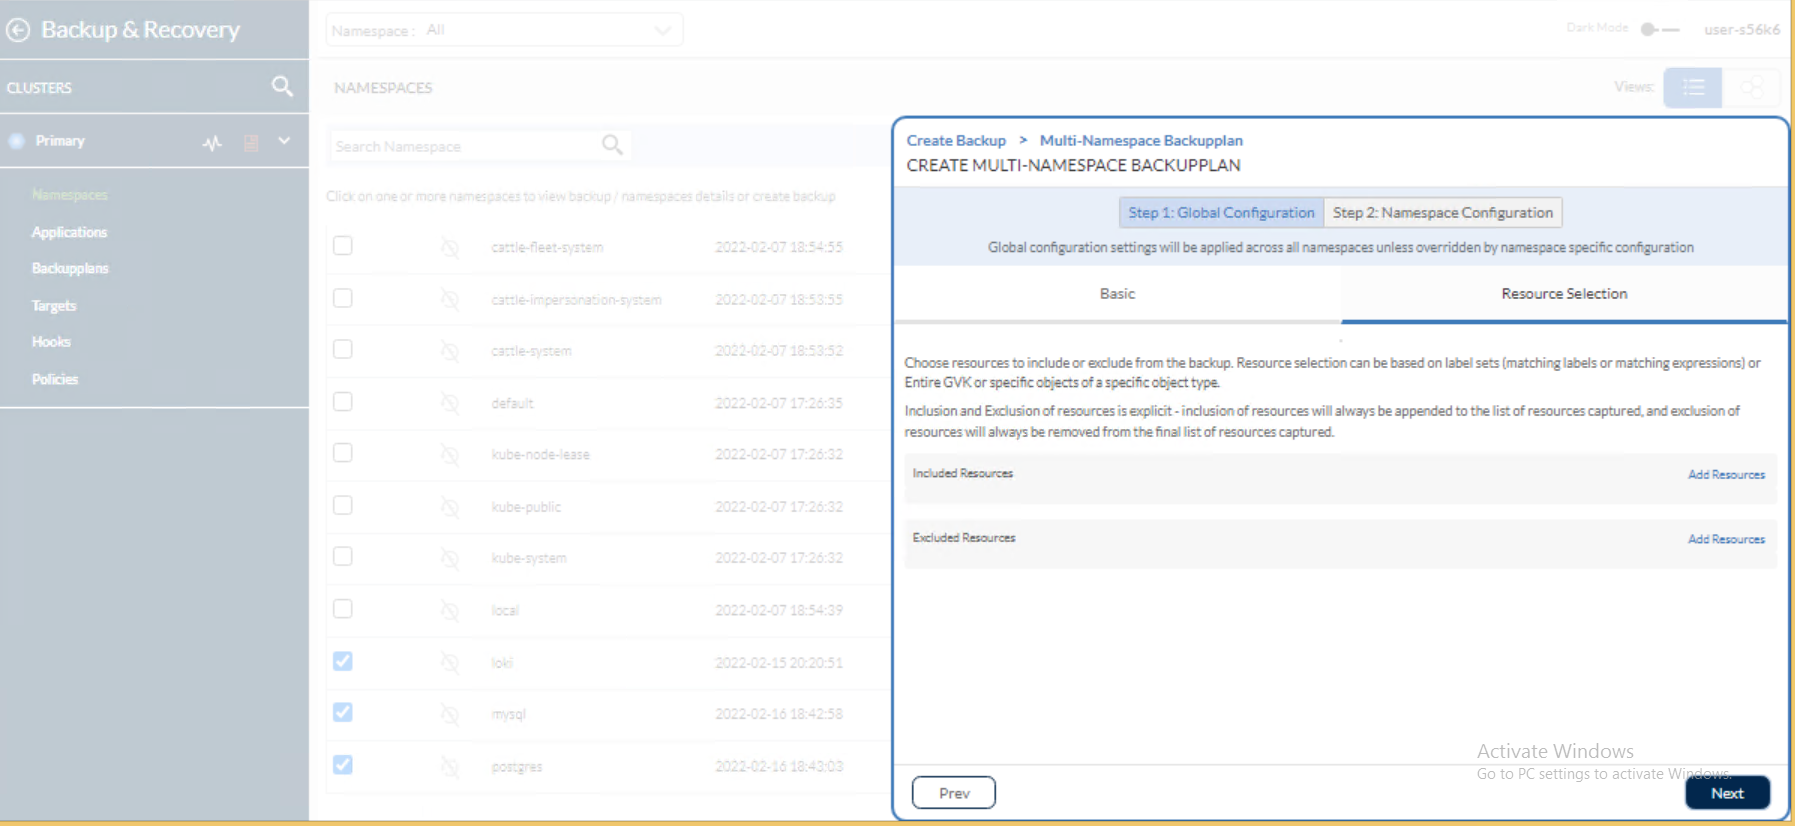 Backup & Recovery
Namespace : All
Dark Mode
user-s56k6
CLUSTERS
NAMESPACES
Views:
Primary
Search Namespace
Namespaces
Applications
Backupplans
Targets
Hooks
Policies
Click on one or more namespaces to view backup / namespaces details or create backup
cattle-fleet-system 2022-02-07 18:54:55
cattle-impersonation-system 2022-02-07 18:53:55
cattle-system 2022-02-07 18:53:52
default 2022-02-07 17:26:35
kube-node-lease 2022-02-07 17:26:32
kube-public 2022-02-07 17:26:32
kube-system 2022-02-07 17:26:32
local 2022-02-07 18:54:39
loki 2022-02-15 20:20:51
mysql 2022-02-16 18:42:58
postgres 2022-02-16 18:43:03
Create Backup > Multi-Namespace Backupplan
CREATE MULTI-NAMESPACE BACKUPPLAN
Step 1: Global Configuration Step 2: Namespace Configuration
Global configuration settings will be applied across all namespaces unless overridden by namespace specific configuration
Basic Resource Selection
Choose resources to include or exclude from the backup. Resource selection can be based on label sets (matching labels or matching expressions) or
Entire GVK or specific objects of a specific object type.
Inclusion and Exclusion of resources is explicit - inclusion of resources will always be appended to the list of resources captured, and exclusion of
resources will always be removed from the final list of resources captured.
Included Resources Add Resources
Excluded Resources Add Resources
Activate Windows
Go to PC settings to activate Windows.
Prev Next